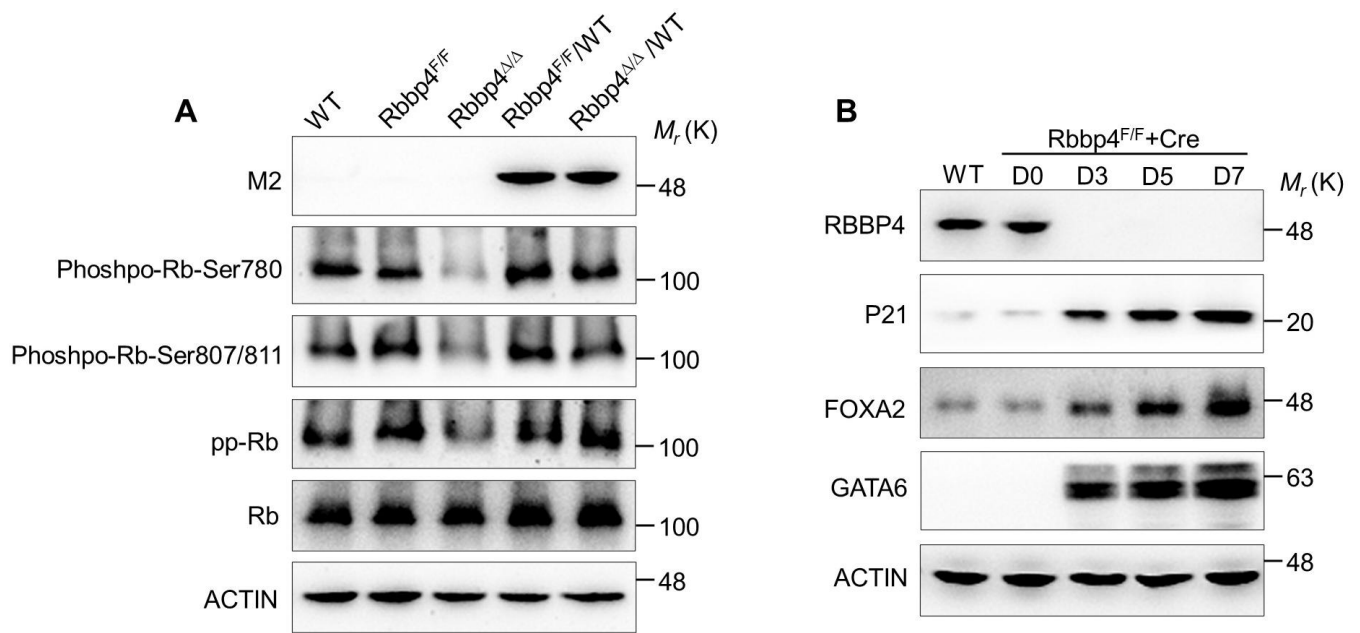 A
WT
Rbbp4F/F
Rbbp4Δ/Δ
Rbbp4F/F/WT
Rbbp4Δ/Δ/WT
Mr (K)
M2
48
Phoshpo-Rb-Ser780
100
Phoshpo-Rb-Ser807/811
100
pp-Rb
100
Rb
100
ACTIN
48
B
Rbbp4F/F+Cre
WT D0 D3 D5 D7
Mr (K)
RBBP4
48
P21
20
FOXA2
48
GATA6
63
ACTIN
48